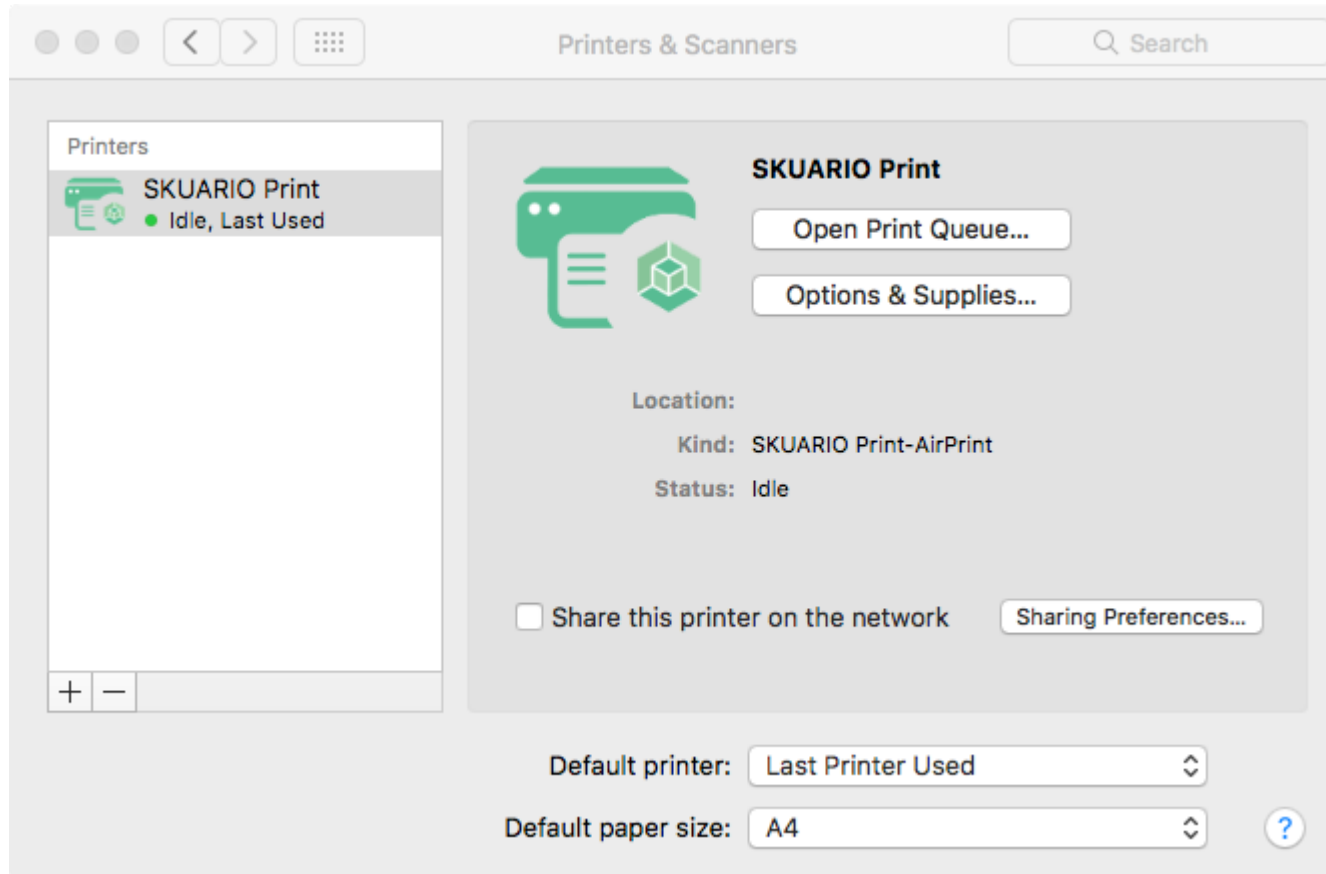 Printers & Scanners
Search
Printers
SKUARIO Print
Idle, Last Used
SKUARIO Print
Open Print Queue...
Options & Supplies...
Location:
Kind: SKUARIO Print-AirPrint
Status: Idle
Share this printer on the network
Sharing Preferences...
+ −
Default printer: Last Printer Used
Default paper size: A4
?